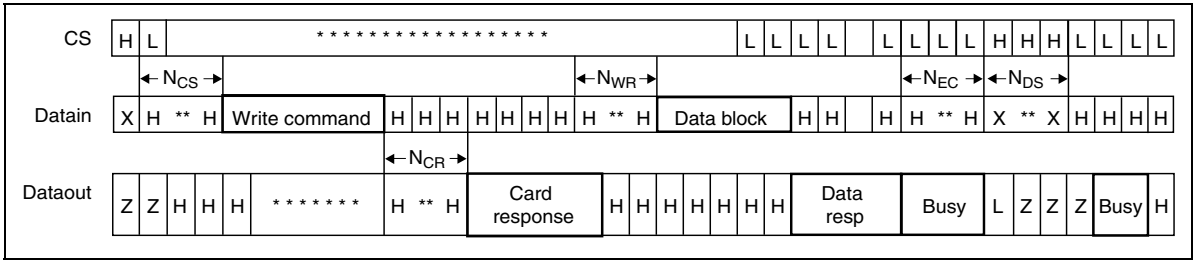 CS H L * * * * * * * * * * * * * * * * * * L L L L L L L L H H H L L L L
NCS NWR NEC NDS
Datain X H ** H Write command H H H H H H H H ** H Data block H H H H ** H X ** X H H H H
NCR
Dataout Z Z H H H * * * * * * * H ** H Card response H H H H H H H Data resp Busy L Z Z Z Busy H